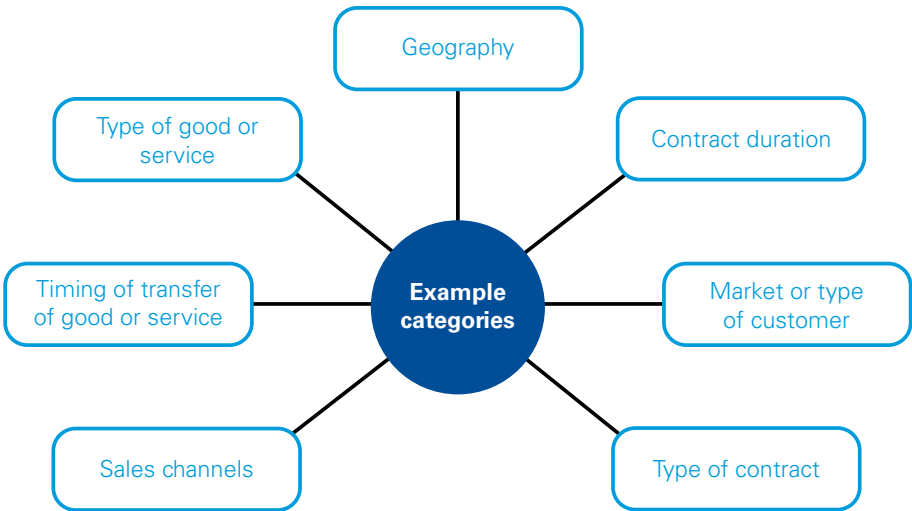 Geography
Type of good or
service
Contract duration
Timing of transfer
of good or service
Example
categories
Market or type
of customer
Sales channels
Type of contract